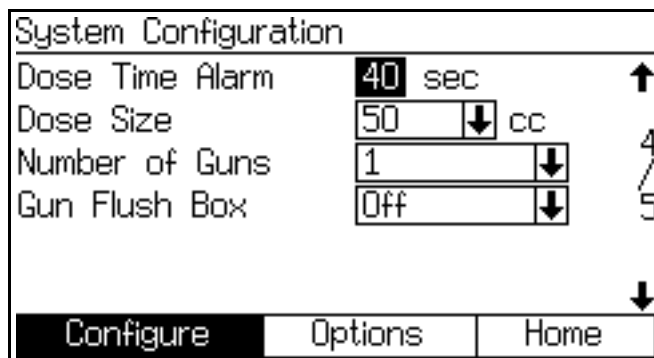 System Configuration
Dose Time Alarm 40 sec
Dose Size 50 cc
Number of Guns 1
Gun Flush Box Off
4/5
Configure Options Home